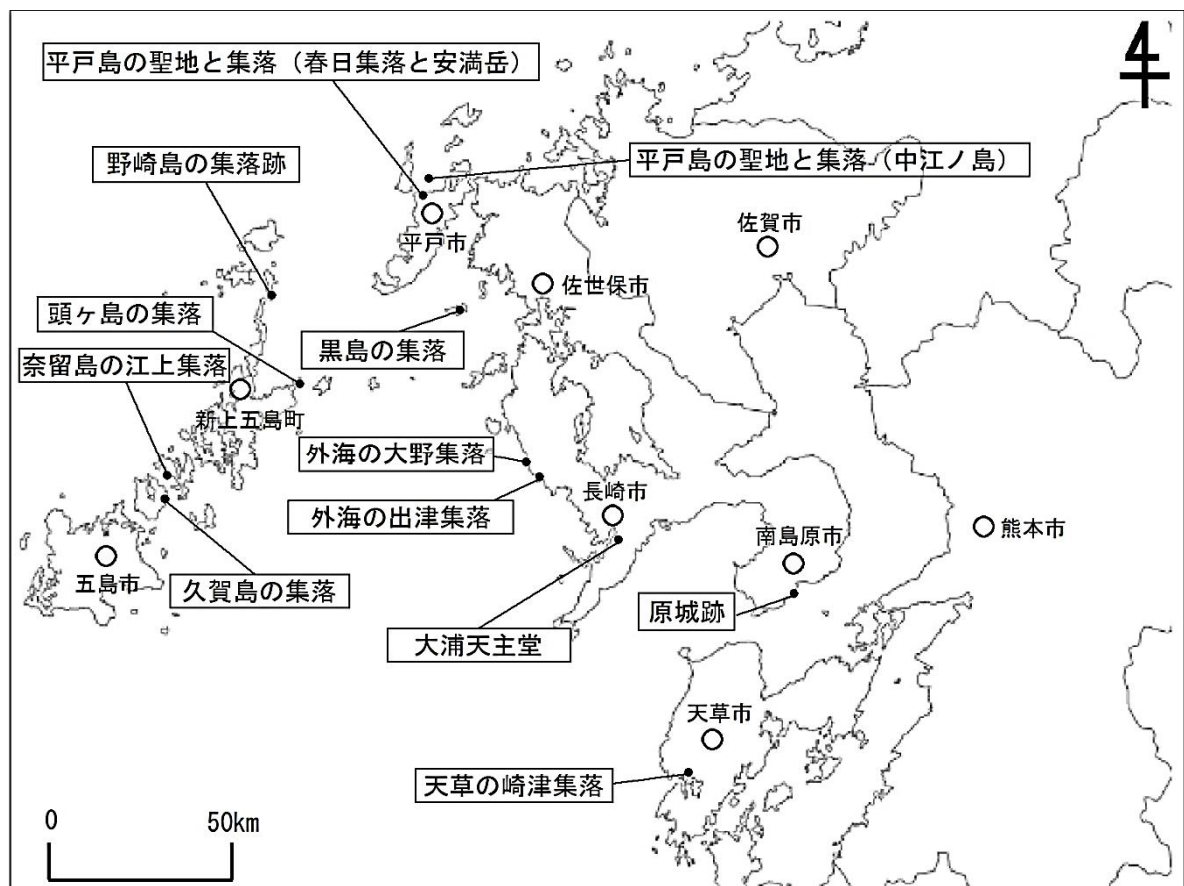 平戸島の聖地と集落（春日集落と安満岳）
平戸島の聖地と集落（中江ノ島）
野崎島の集落跡
佐賀市
平戸市
佐世保市
頭ヶ島の集落
黒島の集落
奈留島の江上集落
新上五島町
外海の大野集落
長崎市
外海の出津集落
南島原市
熊本市
五島市
久賀島の集落
原城跡
大浦天主堂
天草市
天草の崎津集落
0 50km